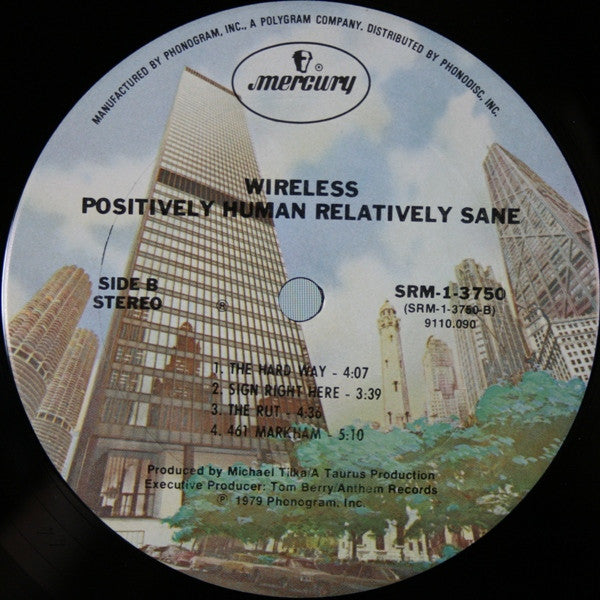 MANUFACTURED BY PHONOGRAM, INC., A POLYGRAM COMPANY. DISTRIBUTED BY PHONODISC, INC.
®
mercury
WIRELESS
POSITIVELY HUMAN RELATIVELY SANE
SIDE B
STEREO
®
SRM-1-3750
(SRM-1-3750-B)
9110.090
1. THE HARD WAY - 4:07
2. SIGN RIGHT HERE - 3:39
3. THE RUT - 4:36
4. 461 MARKHAM - 5:10
Produced by Michael Tilka/A Taurus Production
Executive Producer: Tom Berry/Anthem Records
℗ 1979 Phonogram, Inc.